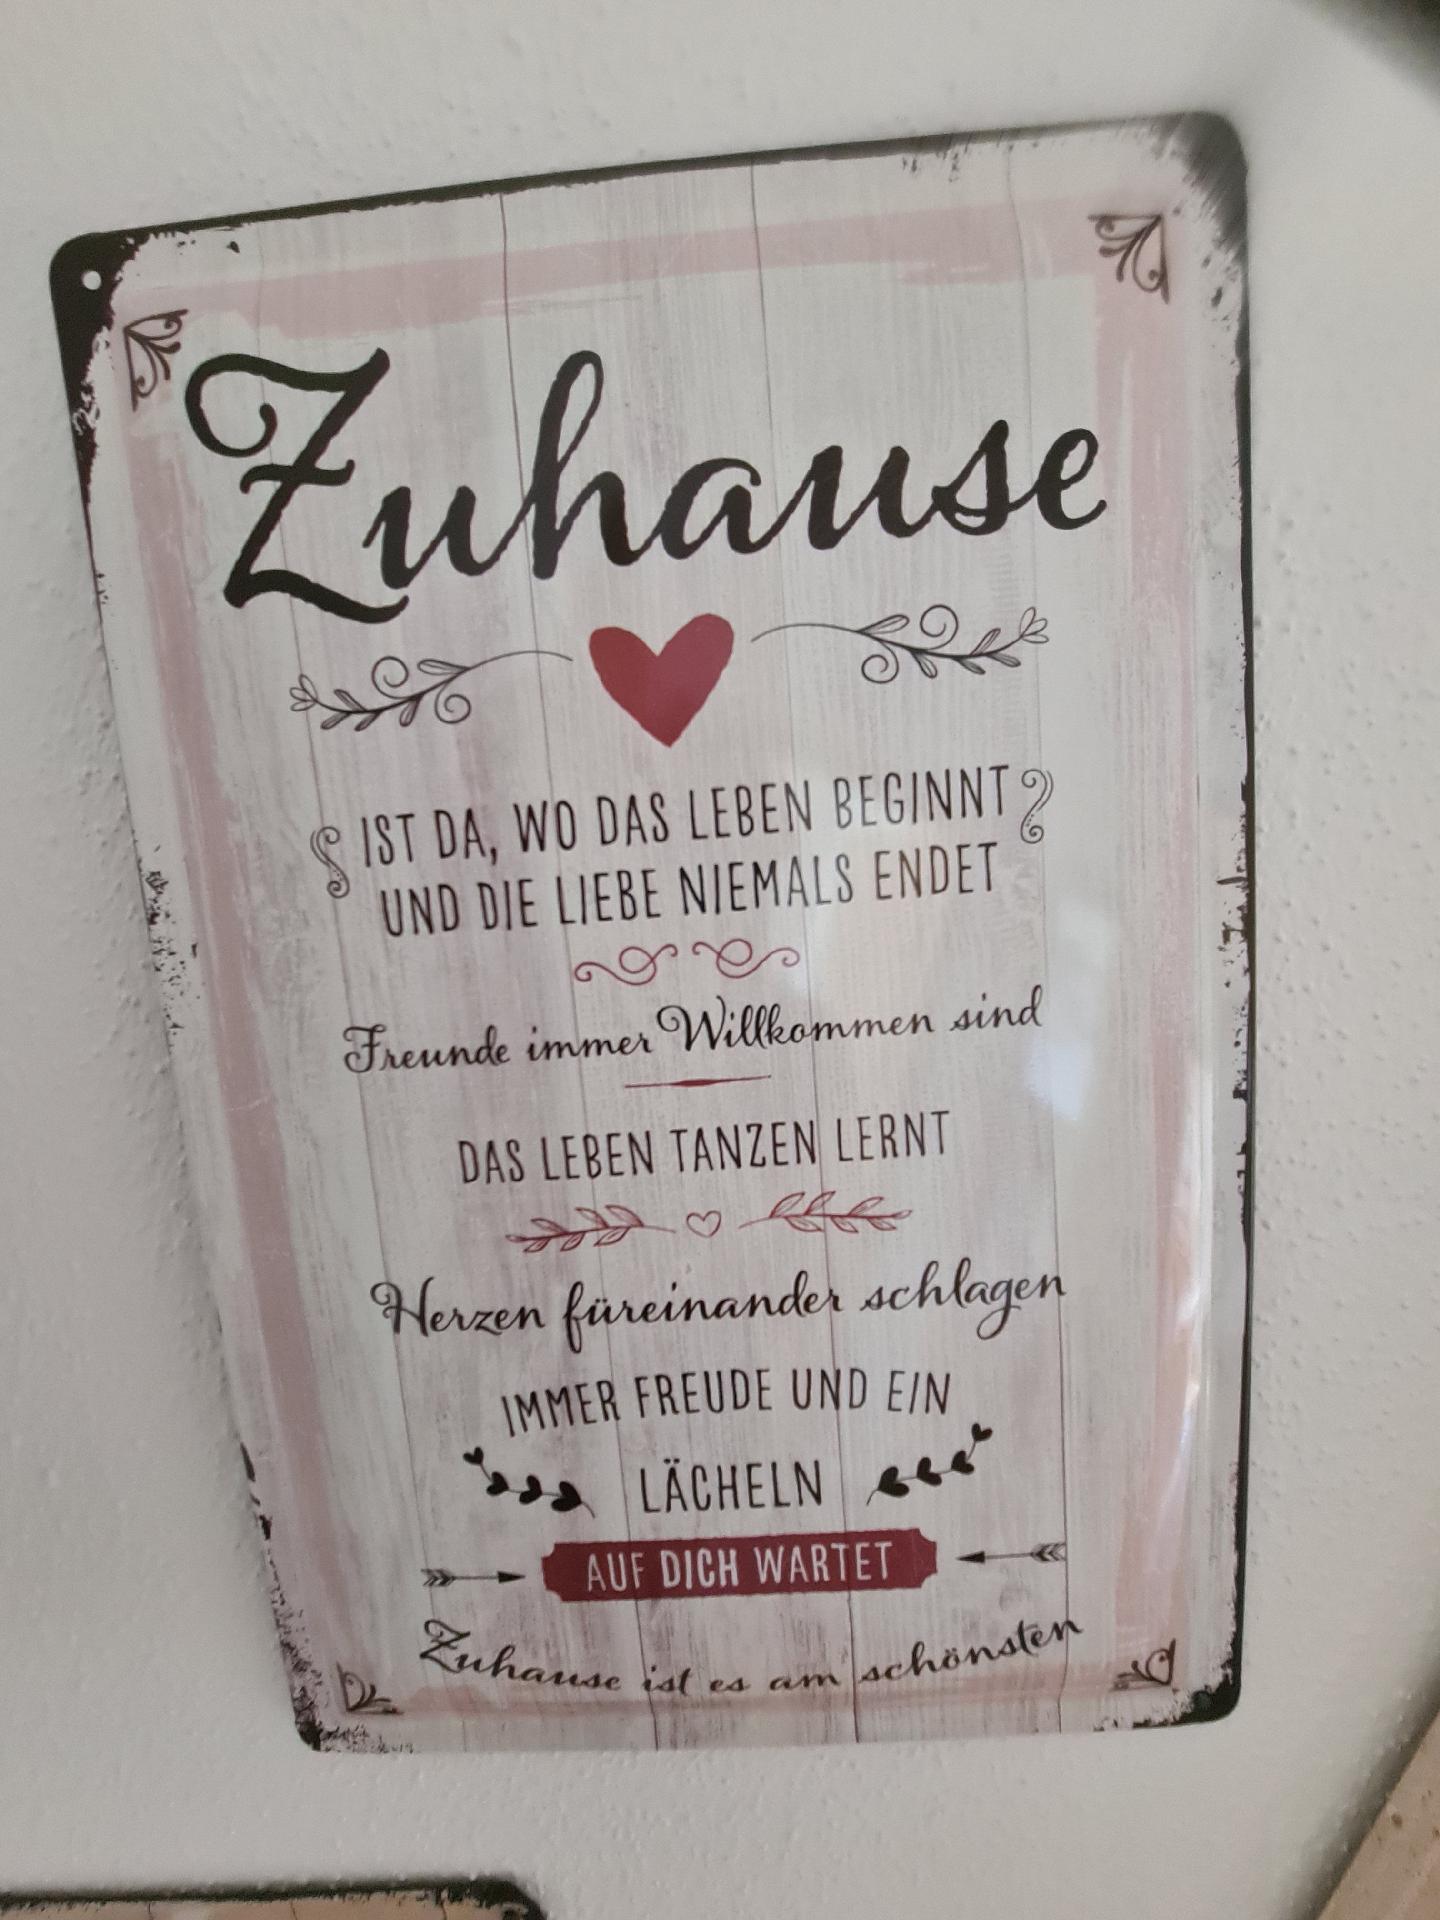 Zuhause
IST DA, WO DAS LEBEN BEGINNT
UND DIE LIEBE NIEMALS ENDET
Freunde immer Willkommen sind
DAS LEBEN TANZEN LERNT
Herzen füreinander schlagen
IMMER FREUDE UND EIN
LÄCHELN
AUF DICH WARTET
Zuhause ist es am schönsten